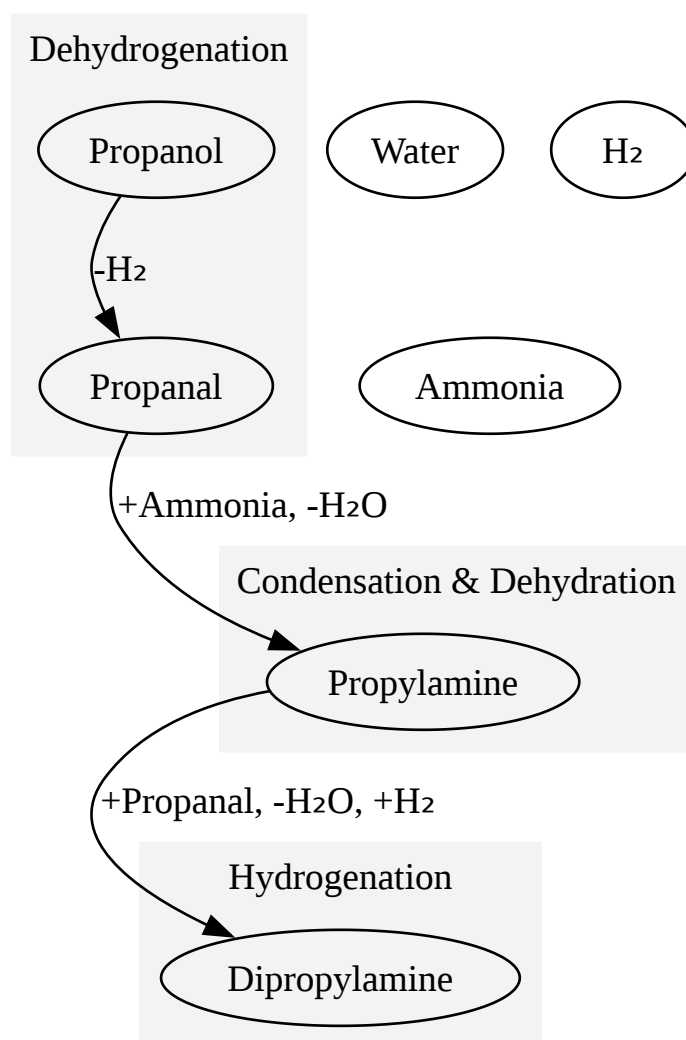 Dehydrogenation
Propanol
Water
H₂
-H₂
Propanal
Ammonia
+Ammonia, -H₂O
Condensation & Dehydration
Propylamine
+Propanal, -H₂O, +H₂
Hydrogenation
Dipropylamine